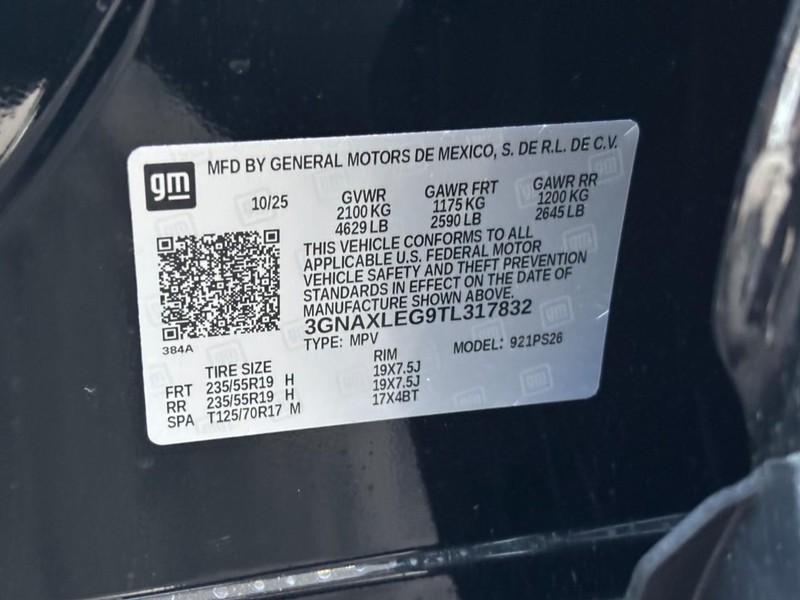 gm
MFD BY GENERAL MOTORS DE MEXICO, S. DE R.L. DE C.V.
10/25 GVWR GAWR FRT GAWR RR
2100 KG 1175 KG 1200 KG
4629 LB 2590 LB 2645 LB
THIS VEHICLE CONFORMS TO ALL
APPLICABLE U.S. FEDERAL MOTOR
VEHICLE SAFETY AND THEFT PREVENTION
STANDARDS IN EFFECT ON THE DATE OF
MANUFACTURE SHOWN ABOVE.
3GNAXLEG9TL317832
384A
TYPE: MPV MODEL: 921PS26
TIRE SIZE RIM
FRT 235/55R19 H 19X7.5J
RR 235/55R19 H 19X7.5J
SPA T125/70R17 M 17X4BT